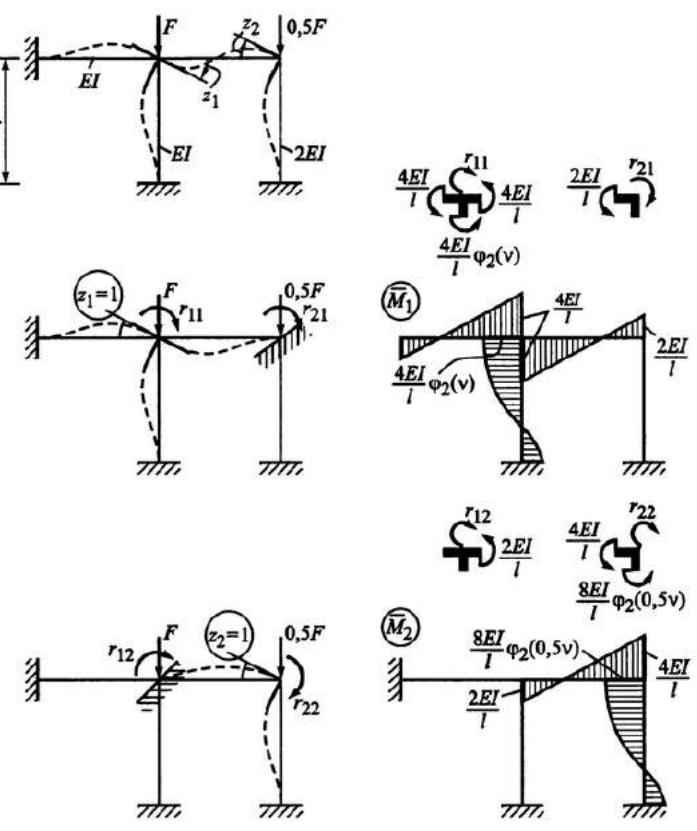 F
0,5F
z₂
EI
z₁
EI
2EI
r₁₁
r₂₁
4EI/l
4EI/l
2EI/l
4EI/l φ₂(ν)
z₁=1
F
r₁₁
0,5F
r₂₁
M̅₁
4EI/l
2EI/l
4EI/l φ₂(ν)
r₁₂
r₂₂
2EI/l
4EI/l
8EI/l φ₂(0,5ν)
r₁₂
F
z₂=1
0,5F
r₂₂
M̅₂
8EI/l φ₂(0,5ν)
2EI/l
4EI/l